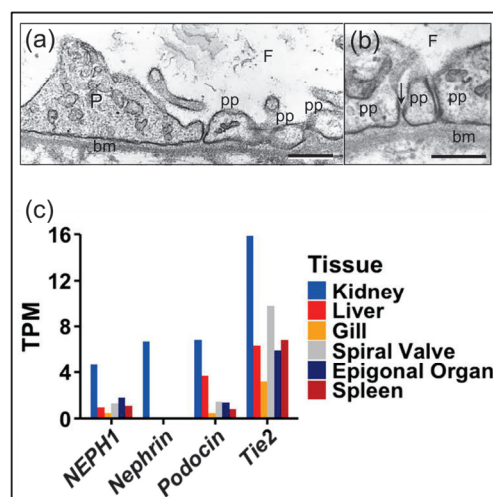 (a)
F
P
pp
pp
pp
bm
(b)
F
pp
pp
pp
bm
(c)
TPM
16
12
8
4
0
NEPH1
Nephrin
Podocin
Tie2
Tissue
Kidney
Liver
Gill
Spiral Valve
Epigonal Organ
Spleen